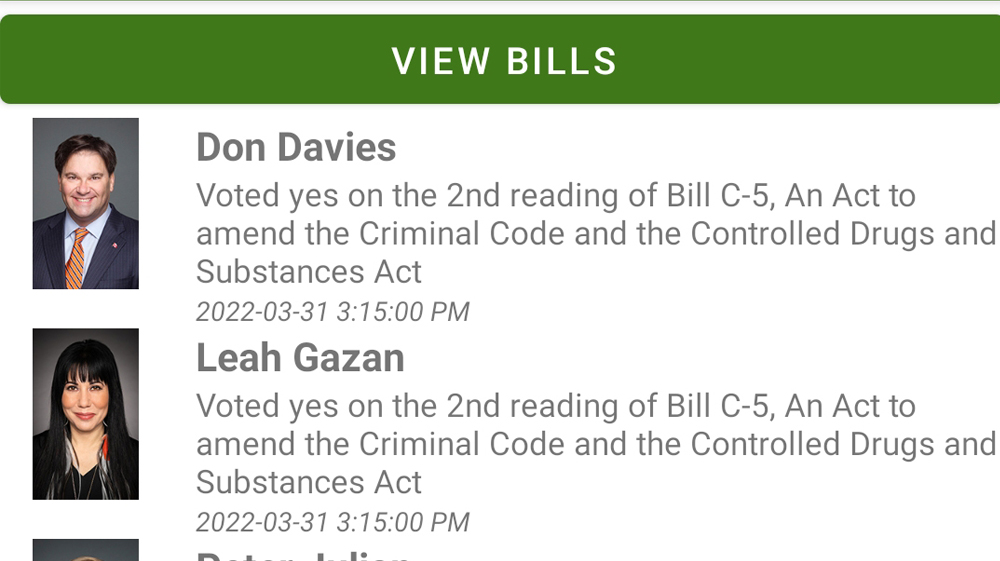 VIEW BILLS
Don Davies
Voted yes on the 2nd reading of Bill C-5, An Act to
amend the Criminal Code and the Controlled Drugs and
Substances Act
2022-03-31 3:15:00 PM
Leah Gazan
Voted yes on the 2nd reading of Bill C-5, An Act to
amend the Criminal Code and the Controlled Drugs and
Substances Act
2022-03-31 3:15:00 PM
Peter Julian